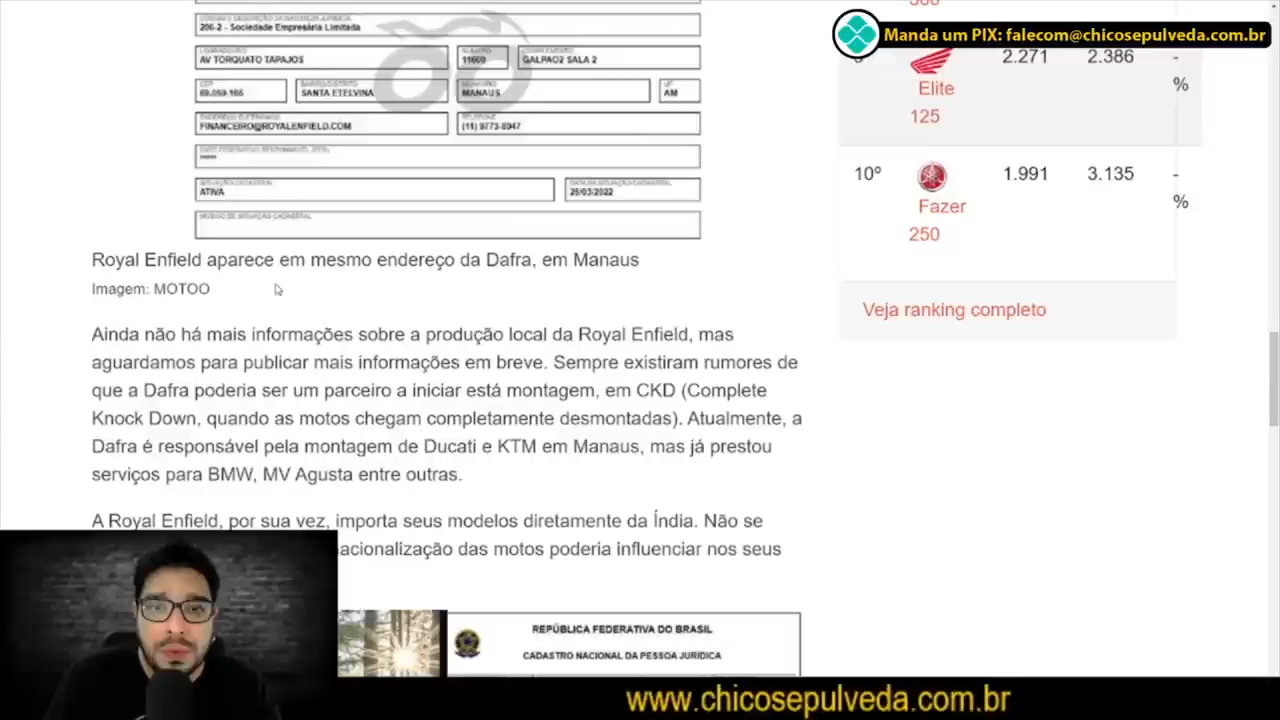 206-2 - Sociedade Empresária Limitada
AV TORQUATO TAPAJOS
11600
GALPAO2 SALA 2
69.059-166
SANTA ETELVINA
MANAUS
AM
FINANCEIRO@ROYALENFIELD.COM
(11) 9773-8947
*****
ATIVA
25/03/2022
Royal Enfield aparece em mesmo endereço da Dafra, em Manaus
Imagem: MOTOO
Ainda não há mais informações sobre a produção local da Royal Enfield, mas
aguardamos para publicar mais informações em breve. Sempre existiram rumores de
que a Dafra poderia ser um parceiro a iniciar está montagem, em CKD (Complete
Knock Down, quando as motos chegam completamente desmontadas). Atualmente, a
Dafra é responsável pela montagem de Ducati e KTM em Manaus, mas já prestou
serviços para BMW, MV Agusta entre outras.
A Royal Enfield, por sua vez, importa seus modelos diretamente da Índia. Não se
nacionalização das motos poderia influenciar nos seus
REPÚBLICA FEDERATIVA DO BRASIL
CADASTRO NACIONAL DA PESSOA JURÍDICA
Manda um PIX: falecom@chicosepulveda.com.br
2.271 2.386 -
%
Elite
125
10º 1.991 3.135 -
%
Fazer
250
Veja ranking completo
www.chicosepulveda.com.br